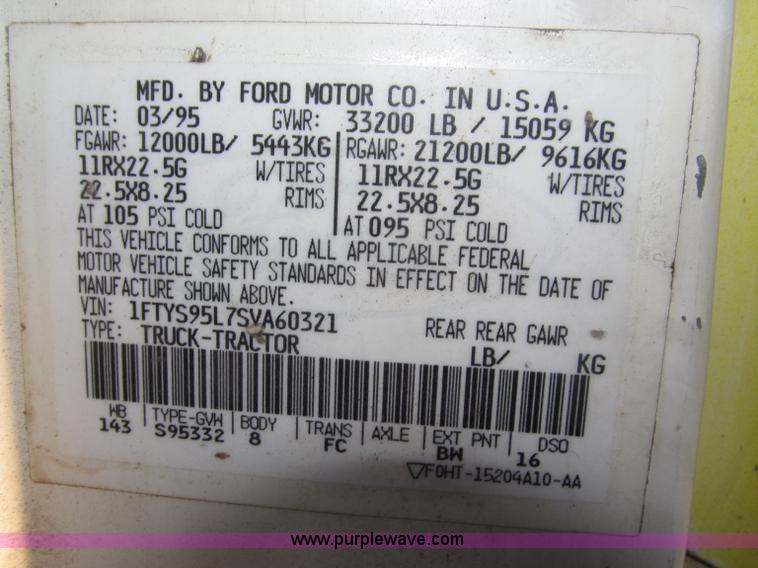 MFD. BY FORD MOTOR CO. IN U.S.A.
DATE: 03/95 GVWR: 33200 LB / 15059 KG
FGAWR: 12000LB/ 5443KG RGAWR: 21200LB/ 9616KG
11RX22.5G W/TIRES 11RX22.5G W/TIRES
22.5X8.25 RIMS 22.5X8.25 RIMS
AT 105 PSI COLD AT 095 PSI COLD
THIS VEHICLE CONFORMS TO ALL APPLICABLE FEDERAL
MOTOR VEHICLE SAFETY STANDARDS IN EFFECT ON THE DATE OF
MANUFACTURE SHOWN ABOVE.
VIN: 1FTYS95L7SVA60321 REAR REAR GAWR
TYPE: TRUCK-TRACTOR LB/ KG
WB TYPE-GVW BODY TRANS AXLE EXT PNT DSO
143 S95332 8 FC BW 16
F0HT-15204A10-AA
www.purplewave.com